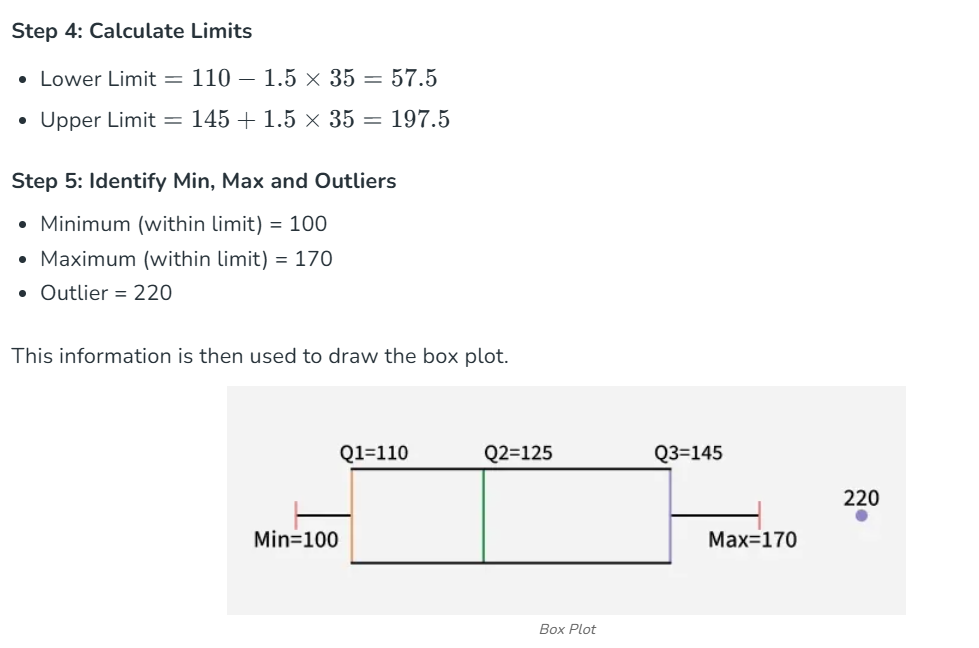 Step 4: Calculate Limits
• Lower Limit = 110 − 1.5 × 35 = 57.5
• Upper Limit = 145 + 1.5 × 35 = 197.5
Step 5: Identify Min, Max and Outliers
• Minimum (within limit) = 100
• Maximum (within limit) = 170
• Outlier = 220
This information is then used to draw the box plot.
Q1=110 Q2=125 Q3=145
220
Min=100 Max=170
Box Plot